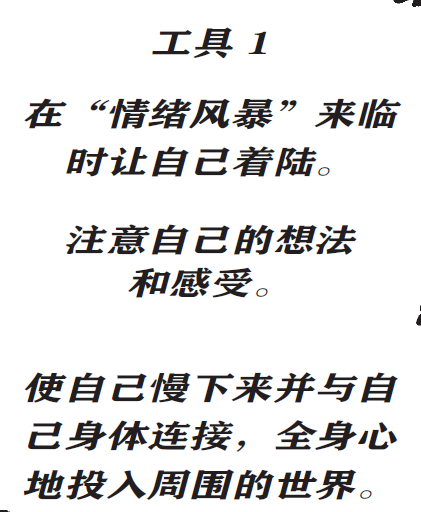 工具 1
在“情绪风暴”来临
时让自己着陆。
注意自己的想法
和感受。
使自己慢下来并与自
己身体连接，全身心
地投入周围的世界。